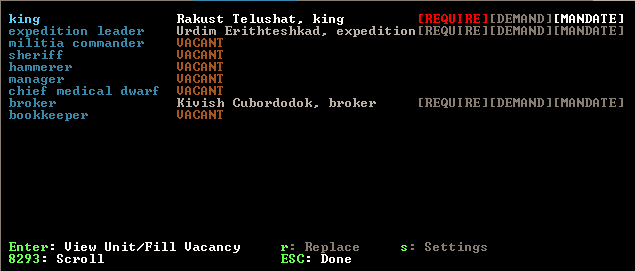 king Rakust Telushat, king [REQUIRE][DEMAND][MANDATE]
expedition leader Urdim Erithteshkad, expedition[REQUIRE][DEMAND][MANDATE]
militia commander VACANT
sheriff VACANT
hammerer VACANT
manager VACANT
chief medical dwarf VACANT
broker Kivish Cubordodok, broker [REQUIRE][DEMAND][MANDATE]
bookkeeper VACANT
Enter: View Unit/Fill Vacancy r: Replace s: Settings
8293: Scroll ESC: Done